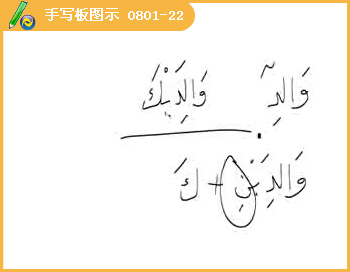 手写板图示 0801-22
وَالِدِّ وَالِدَيْكَ
وَالِدَيْنِ + كَ